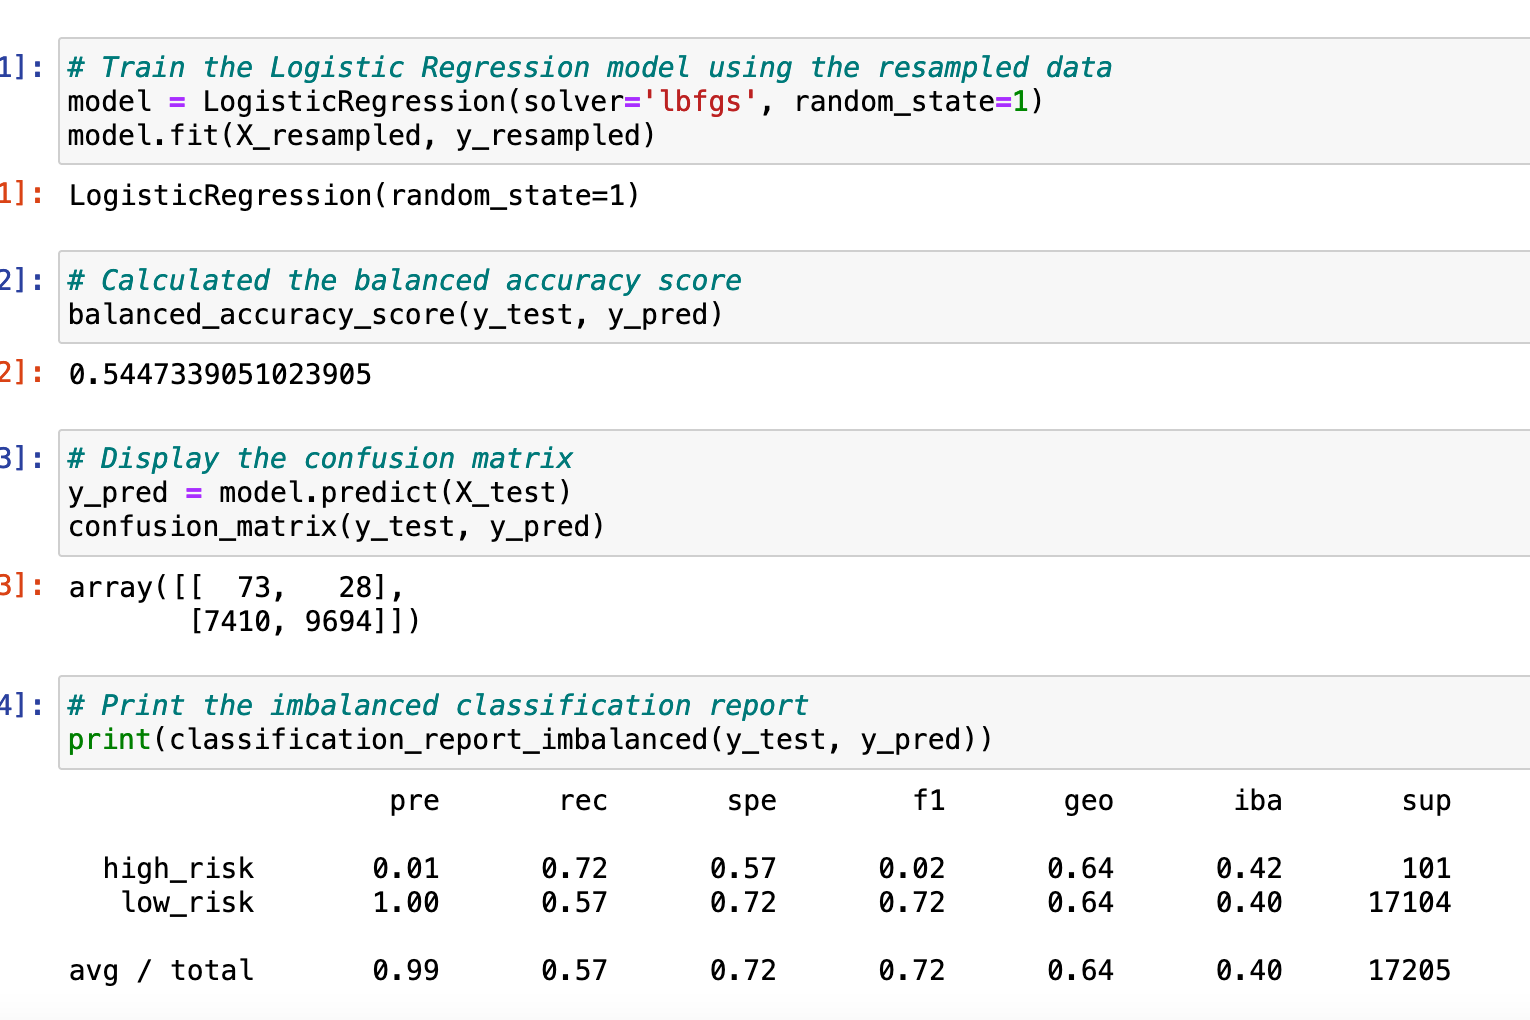 1]: # Train the Logistic Regression model using the resampled data
model = LogisticRegression(solver='lbfgs', random_state=1)
model.fit(X_resampled, y_resampled)
1]: LogisticRegression(random_state=1)
2]: # Calculated the balanced accuracy score
balanced_accuracy_score(y_test, y_pred)
2]: 0.5447339051023905
3]: # Display the confusion matrix
y_pred = model.predict(X_test)
confusion_matrix(y_test, y_pred)
3]: array([[  73,   28],
       [7410, 9694]])
4]: # Print the imbalanced classification report
print(classification_report_imbalanced(y_test, y_pred))
pre rec spe f1 geo iba sup
high_risk 0.01 0.72 0.57 0.02 0.64 0.42 101
low_risk 1.00 0.57 0.72 0.72 0.64 0.40 17104
avg / total 0.99 0.57 0.72 0.72 0.64 0.40 17205